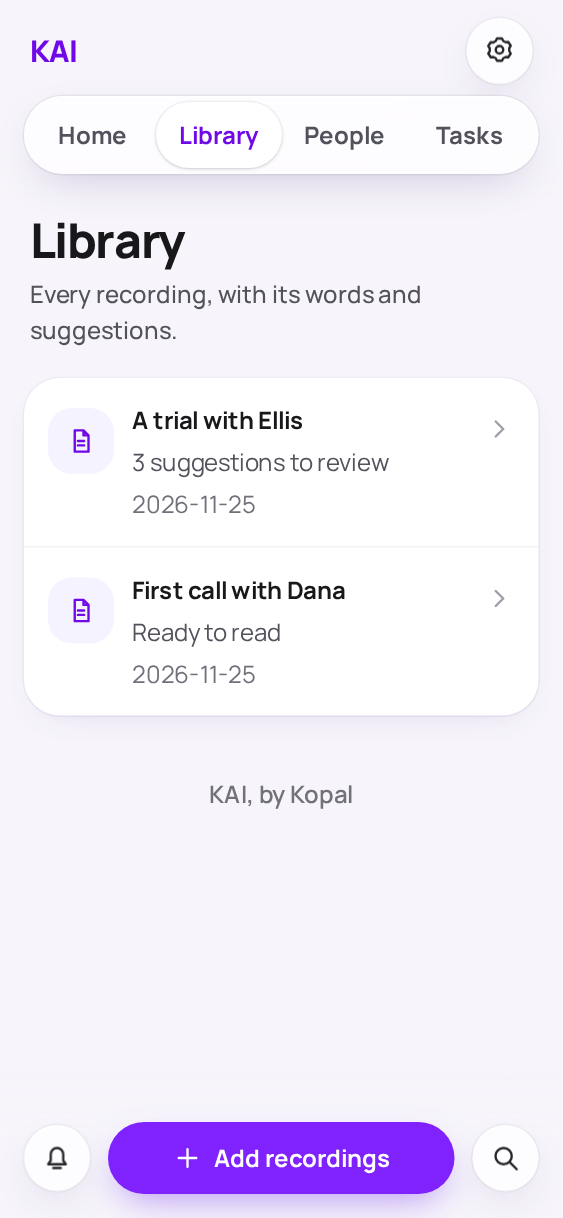 KAI
Home Library People Tasks
Library
Every recording, with its words and
suggestions.
A trial with Ellis
3 suggestions to review
2026-11-25
First call with Dana
Ready to read
2026-11-25
KAI, by Kopal
Add recordings